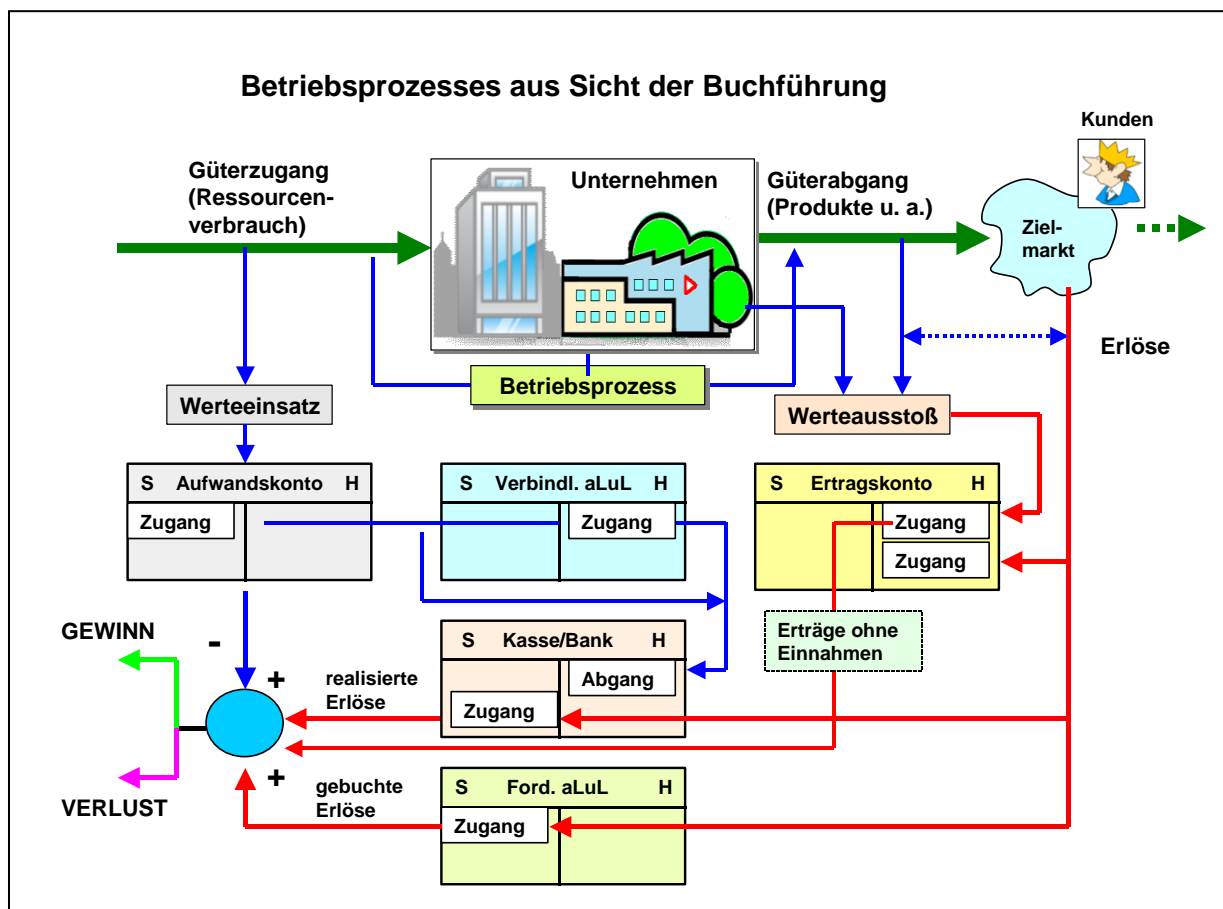 Betriebsprozesses aus Sicht der Buchführung
Kunden
Güterzugang
(Ressourcen-
verbrauch)
Unternehmen
Güterabgang
(Produkte u. a.)
Ziel-
markt
Erlöse
Betriebsprozess
Werteeinsatz
Werteausstoß
S Aufwandskonto H
Zugang
S Verbindl. aLuL H
Zugang
S Ertragskonto H
Zugang
Zugang
Erträge ohne
Einnahmen
GEWINN
-
+
realisierte
Erlöse
S Kasse/Bank H
Abgang
Zugang
VERLUST
+
gebuchte
Erlöse
S Ford. aLuL H
Zugang